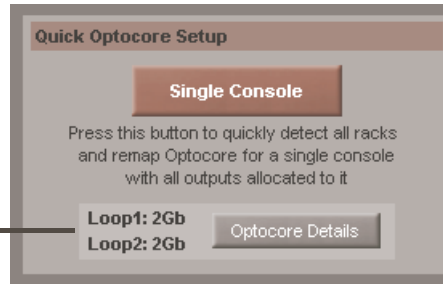 Quick Optocore Setup
Single Console
Press this button to quickly detect all racks
and remap Optocore for a single console
with all outputs allocated to it
Loop1: 2Gb
Loop2: 2Gb
Optocore Details